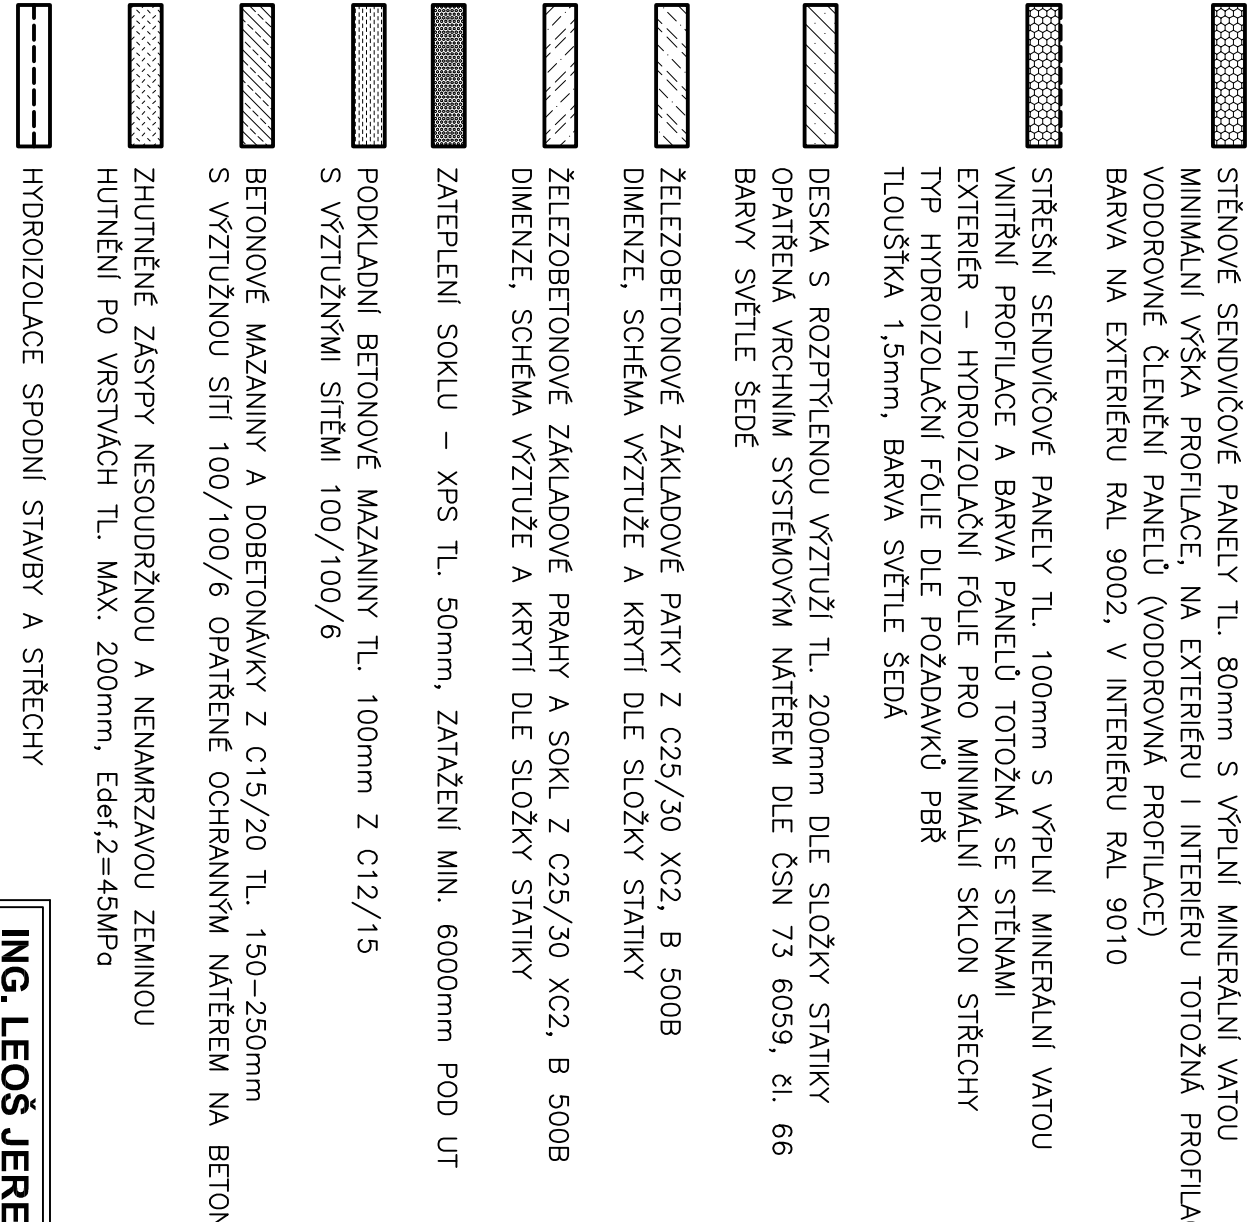 STĚNOVÉ SENDVIČOVÉ PANELY TL. 80mm S VÝPLNÍ MINERÁLNÍ VATOU
MINIMÁLNÍ VÝŠKA PROFILACE, NA EXTERIÉRU I INTERIÉRU TOTOŽNÁ
VODOROVNÉ ČLENĚNÍ PANELŮ (VODOROVNÁ PROFILACE)
BARVA NA EXTERIÉRU RAL 9002, V INTERIÉRU RAL 9010
STŘEŠNÍ SENDVIČOVÉ PANELY TL. 100mm S VÝPLNÍ MINERÁLNÍ VATOU
VNITŘNÍ PROFILACE A BARVA PANELŮ TOTOŽNÁ SE STĚNAMI
EXTERIÉR – HYDROIZOLAČNÍ FÓLIE PRO MINIMÁLNÍ SKLON STŘECHY
TYP HYDROIZOLAČNÍ FÓLIE DLE POŽADAVKŮ PBŘ
TLOUŠŤKA 1,5mm, BARVA SVĚTLE ŠEDÁ
DESKA S ROZPTÝLENOU VÝZTUŽÍ TL. 200mm DLE SLOŽKY STATIKY
OPATŘENÁ VRCHNÍM SYSTÉMOVÝM NÁTĚREM DLE ČSN 73 6059, čl. 66
BARVY SVĚTLE ŠEDÉ
ŽELEZOBETONOVÉ ZÁKLADOVÉ PATKY Z C25/30 XC2, B 500B
DIMENZE, SCHÉMA VÝZTUŽE A KRYTÍ DLE SLOŽKY STATIKY
ŽELEZOBETONOVÉ ZÁKLADOVÉ PRAHY A SOKL Z C25/30 XC2, B 500B
DIMENZE, SCHÉMA VÝZTUŽE A KRYTÍ DLE SLOŽKY STATIKY
ZATEPLENÍ SOKLU – XPS TL. 50mm, ZATAŽENÍ MIN. 6000mm POD UT
PODKLADNÍ BETONOVÉ MAZANINY TL. 100mm Z C12/15
S VÝZTUŽNÝMI SÍTĚMI 100/100/6
BETONOVÉ MAZANINY A DOBETONÁVKY Z C15/20 TL. 150–250mm
S VÝZTUŽNOU SÍTÍ 100/100/6 OPATŘENÉ OCHRANNÝM NÁTĚREM NA
ZHUTNĚNÉ ZÁSYPY NESOUDRŽNOU A NENAMRZAVOU ZEMINOU
HUTNĚNÍ PO VRSTVÁCH TL. MAX. 200mm, Edef,2=45MPa
HYDROIZOLACE SPODNÍ STAVBY A STŘECHY
ING. LEOŠ